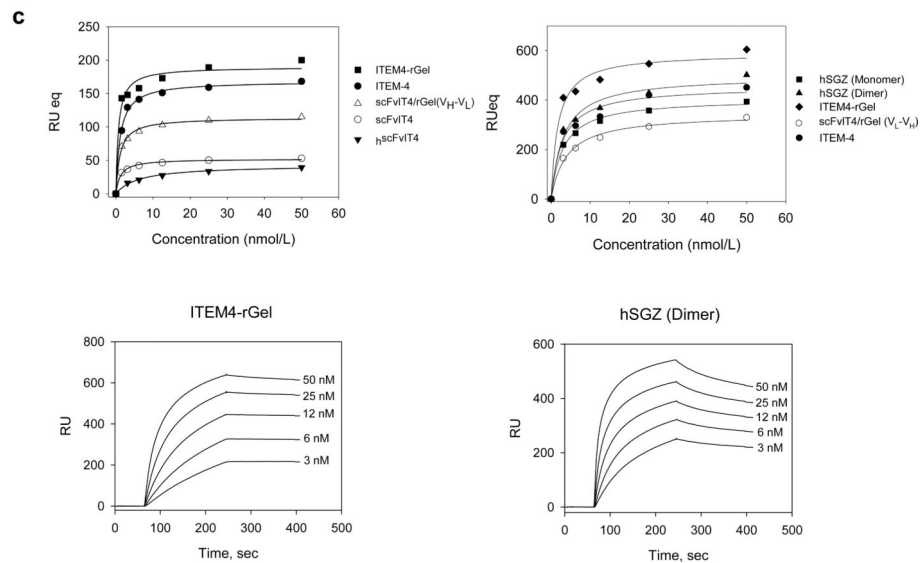 c
250
200
150
100
50
0
RU eq
0 10 20 30 40 50 60
Concentration (nmol/L)
ITEM4-rGel
ITEM-4
scFvIT4/rGel(VH-VL)
scFvIT4
hscFvIT4
600
400
200
0
RUeq
0 10 20 30 40 50 60
Concentration (nmol/L)
hSGZ (Monomer)
hSGZ (Dimer)
ITEM4-rGel
scFvIT4/rGel (VL-VH)
ITEM-4
ITEM4-rGel
800
600
400
200
0
RU
50 nM
25 nM
12 nM
6 nM
3 nM
0 100 200 300 400 500
Time, sec
hSGZ (Dimer)
600
400
200
0
RU
50 nM
25 nM
12 nM
6 nM
3 nM
0 100 200 300 400 500
Time, sec